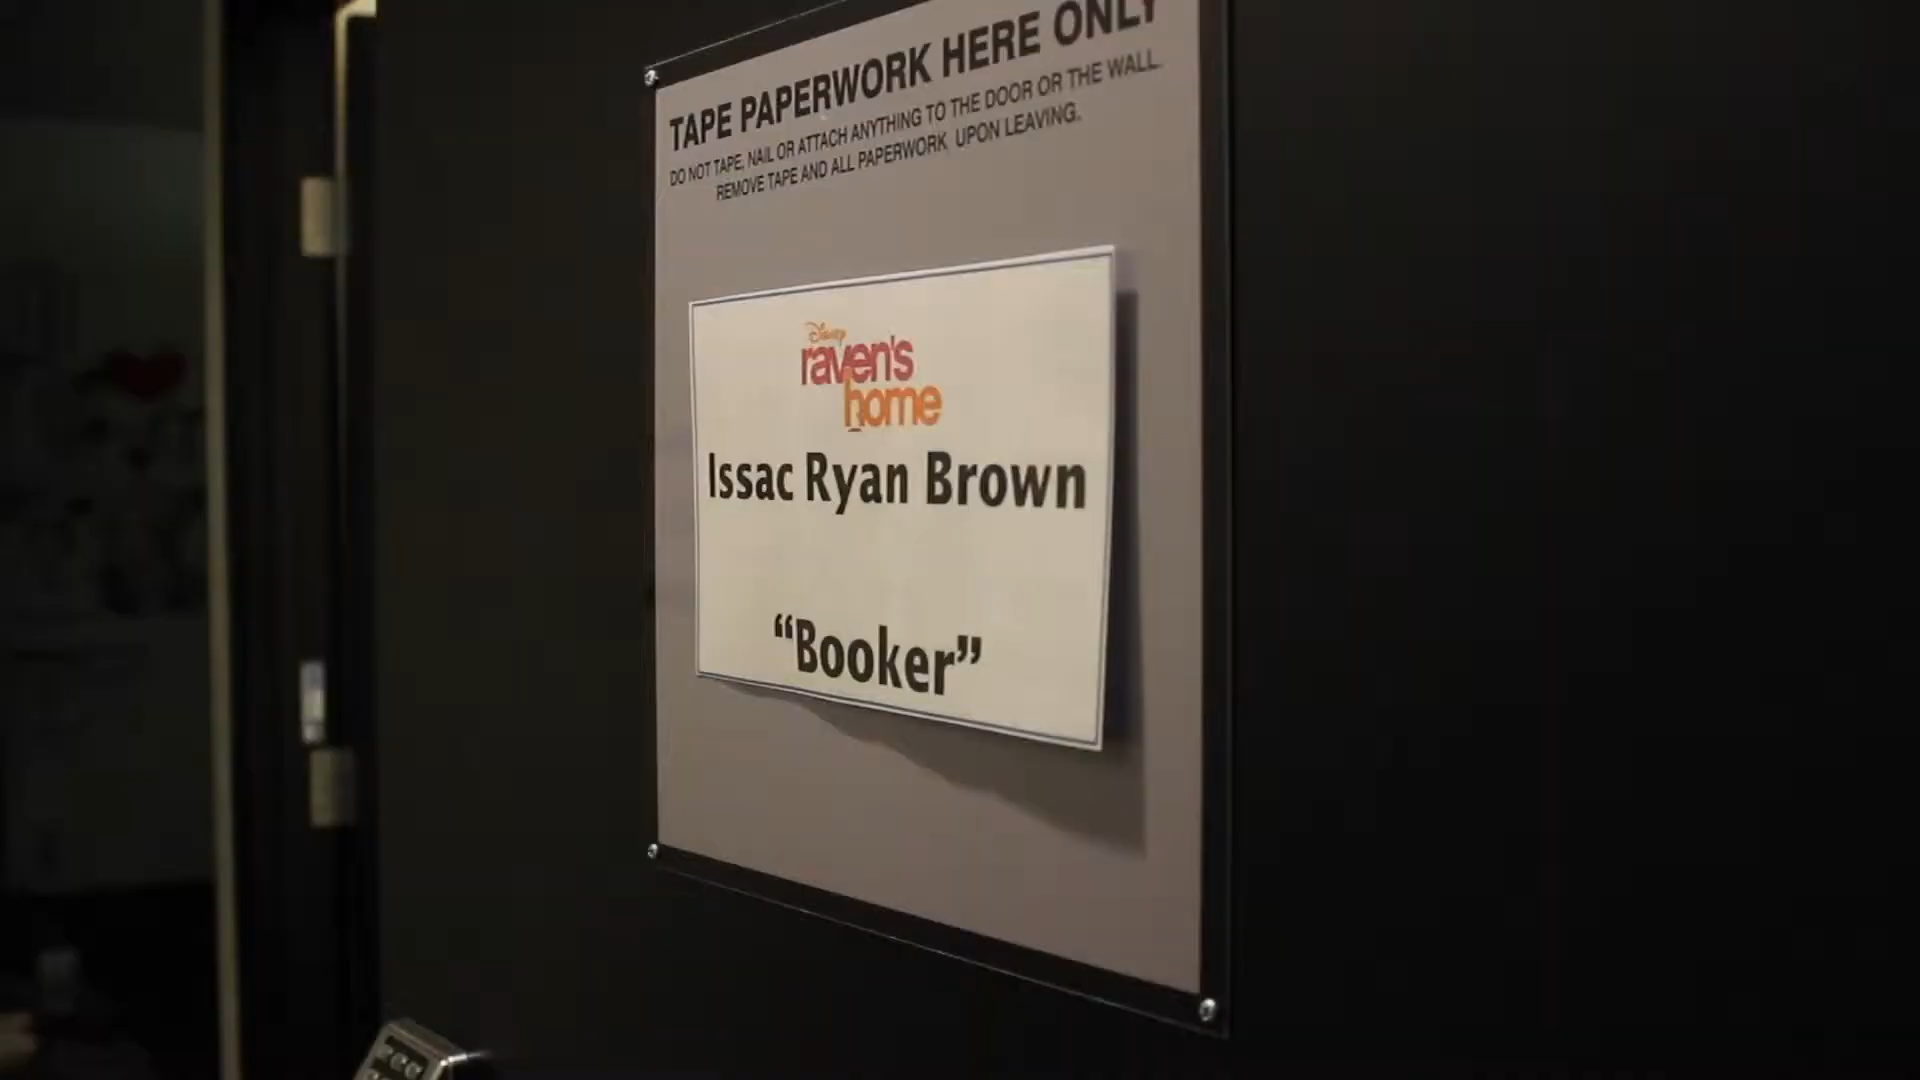 TAPE PAPERWORK HERE ONLY
DO NOT TAPE, NAIL OR ATTACH ANYTHING TO THE DOOR OR THE WALL.
REMOVE TAPE AND ALL PAPERWORK UPON LEAVING.
Disney
raven's
home
Issac Ryan Brown
“Booker”